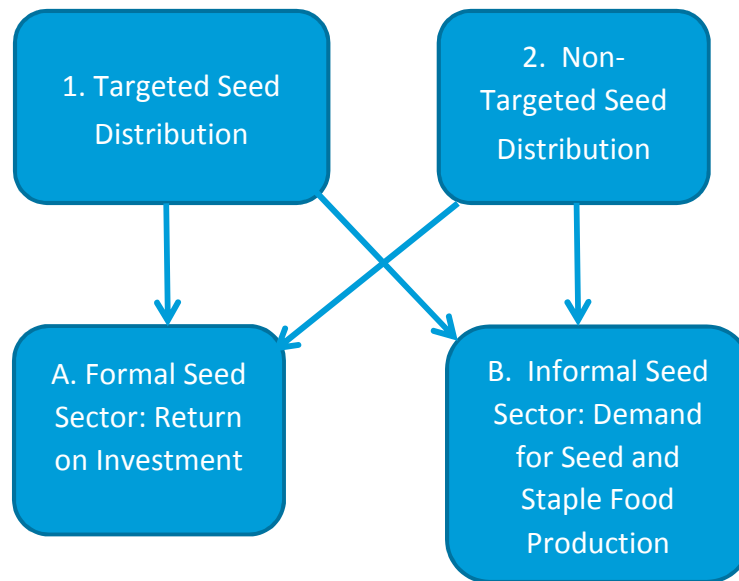 1. Targeted Seed
Distribution
2. Non-
Targeted Seed
Distribution
A. Formal Seed
Sector: Return
on Investment
B. Informal Seed
Sector: Demand
for Seed and
Staple Food
Production